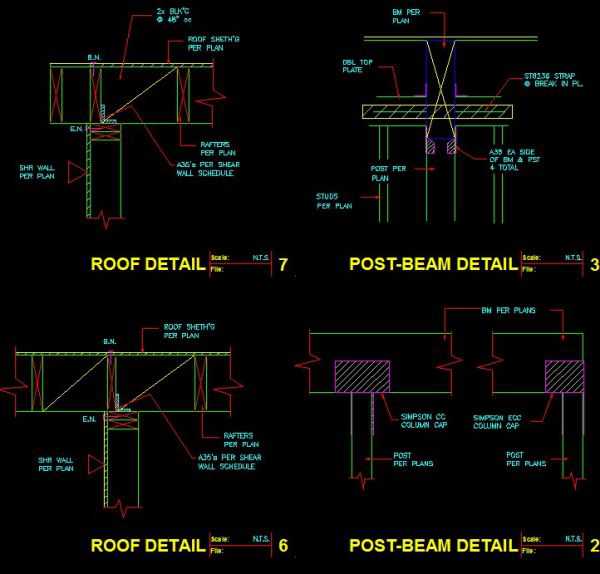 2x BLK'G
@ 48" oc
ROOF SHETH'G
PER PLAN
B.N.
E.N.
SHR WALL
PER PLAN
RAFTERS
PER PLAN
A35's PER SHEAR
WALL SCHEDULE
ROOF DETAIL
Scale:
N.T.S.
File:
7
BM PER
PLAN
DBL TOP
PLATE
ST6236 STRAP
@ BREAK IN PL.
A35 EA SIDE
OF BM & PST
4 TOTAL
POST PER
PLAN
STUDS
PER PLAN
POST-BEAM DETAIL
Scale:
N.T.S.
File:
3
ROOF SHETH'G
PER PLAN
B.N.
E.N.
RAFTERS
PER PLAN
SHR WALL
PER PLAN
A35's PER SHEAR
WALL SCHEDULE
ROOF DETAIL
Scale:
N.T.S.
File:
6
BM PER PLANS
SIMPSON CC
COLUMN CAP
SIMPSON ECC
COLUMN CAP
POST
PER PLANS
POST
PER PLANS
POST-BEAM DETAIL
Scale:
N.T.S.
File:
2